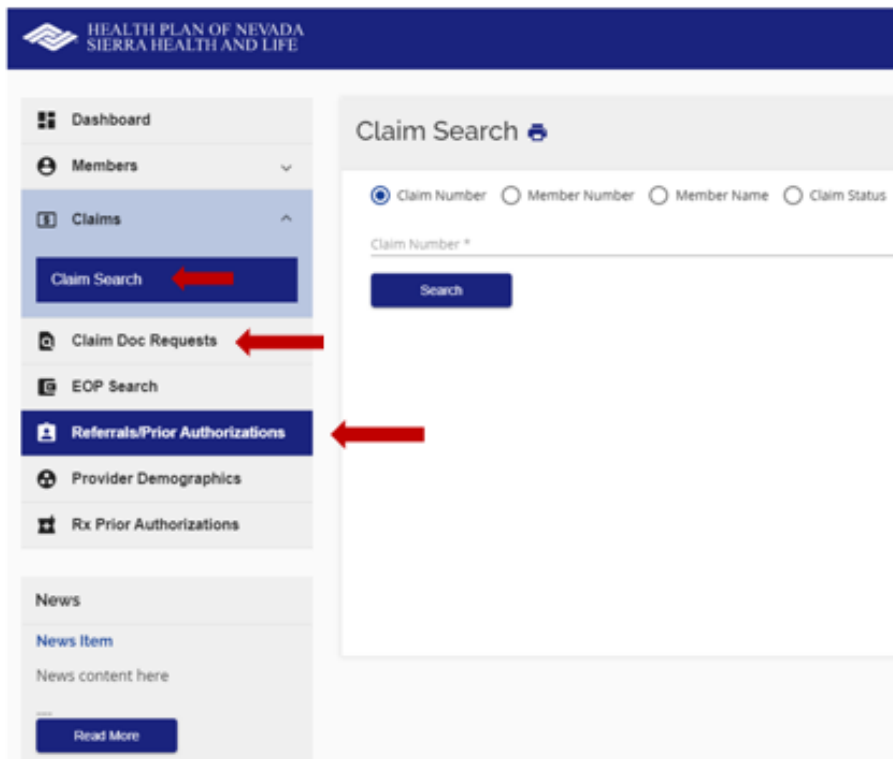 HEALTH PLAN OF NEVADA
SIERRA HEALTH AND LIFE
Dashboard
Members
Claims
Claim Search
Claim Doc Requests
EOP Search
Referrals/Prior Authorizations
Provider Demographics
Rx Prior Authorizations
News
News Item
News content here
...
Read More
Claim Search
Claim Number Member Number Member Name Claim Status
Claim Number *
Search